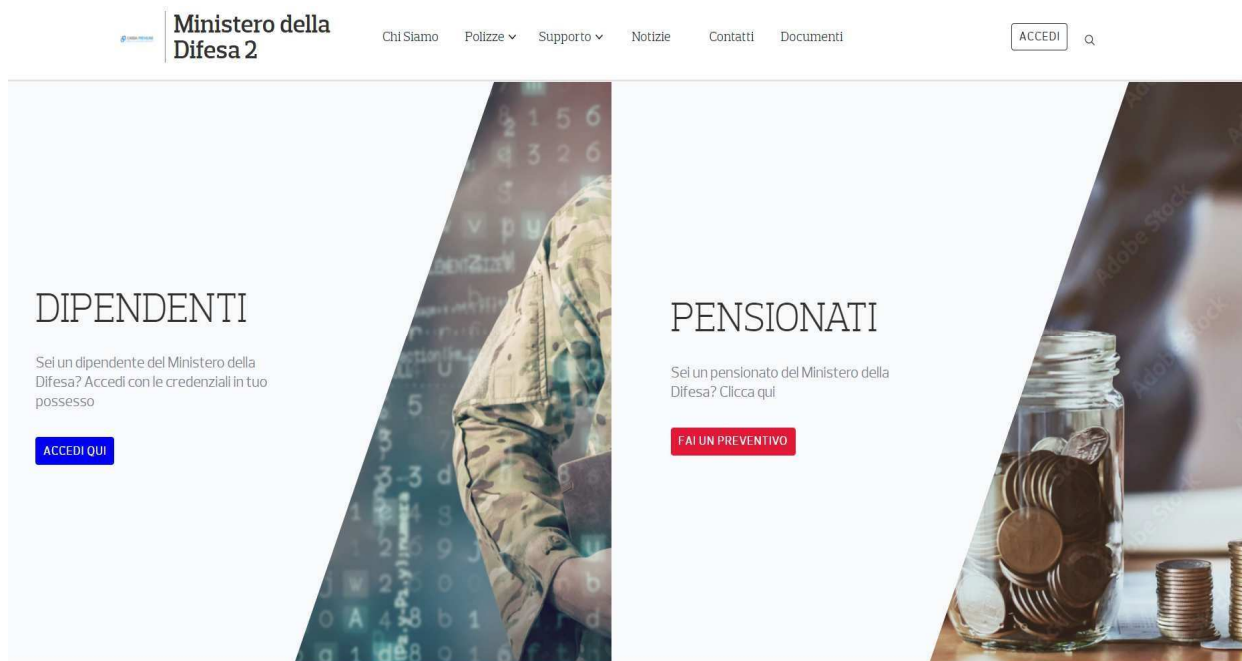 Ministero della
Difesa 2
Chi Siamo Polizze Supporto Notizie Contatti Documenti
ACCEDI
DIPENDENTI
Sei un dipendente del Ministero della
Difesa? Accedi con le credenziali in tuo
possesso
ACCEDI QUI
PENSIONATI
Sei un pensionato del Ministero della
Difesa? Clicca qui
FAI UN PREVENTIVO
Adobe Stock